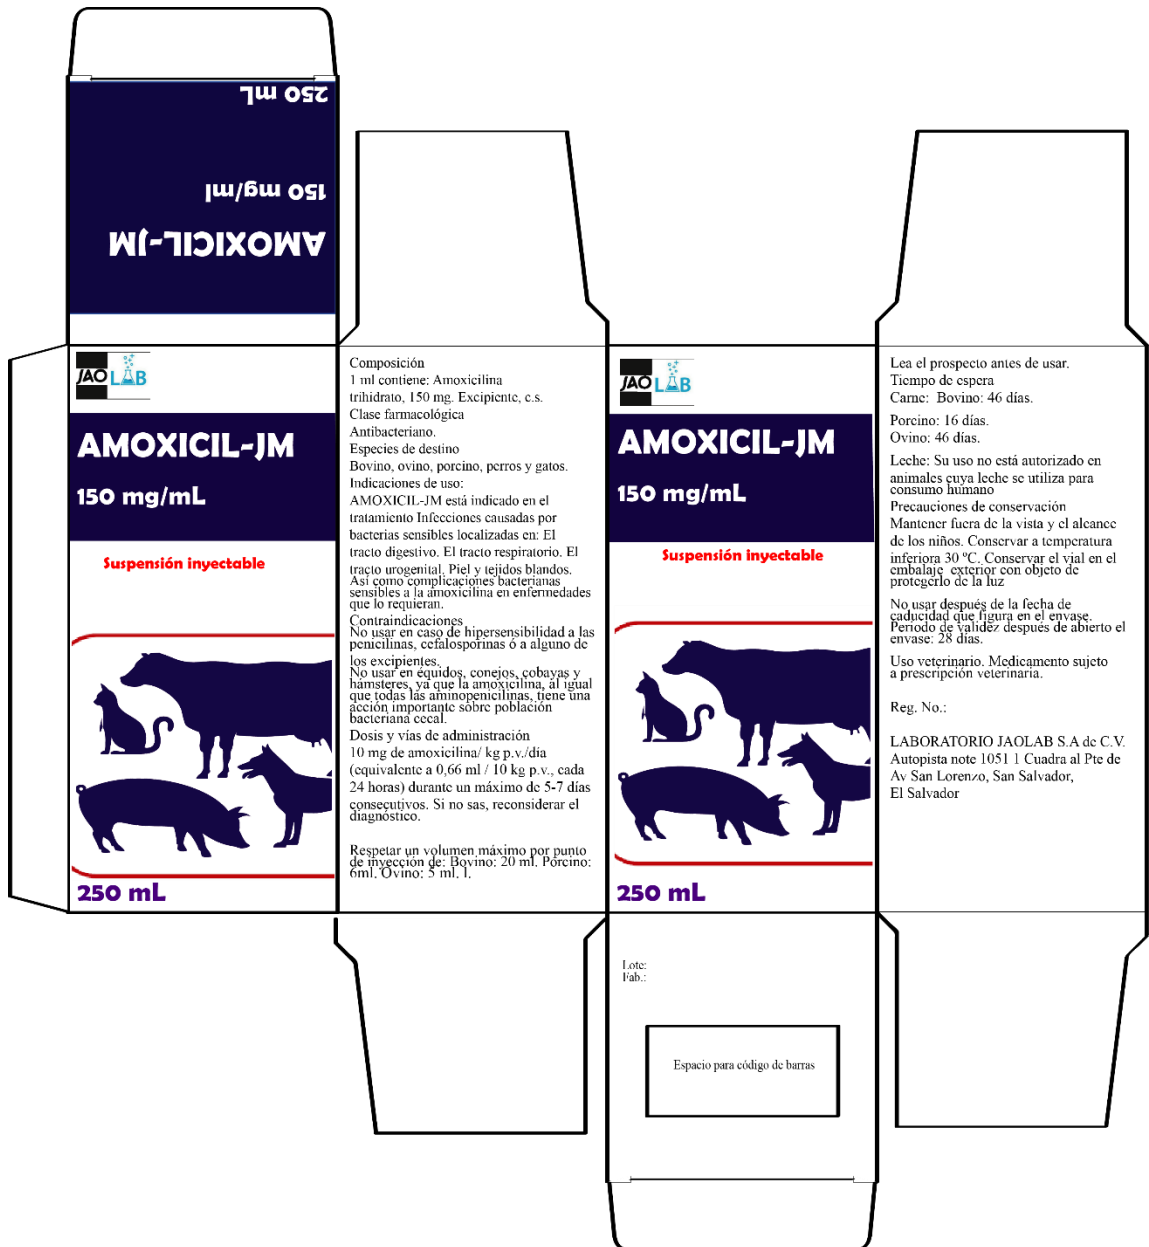 250 mL
150 mg/ml
AMOXICIL-JM
JAO LAB
AMOXICIL-JM
150 mg/mL
Suspensión inyectable
250 mL
Composición
1 ml contiene: Amoxicilina
trihidrato, 150 mg. Excipiente, c.s.
Clase farmacológica
Antibacteriano.
Especies de destino
Bovino, ovino, porcino, perros y gatos.
Indicaciones de uso:
AMOXICIL-JM está indicado en el
tratamiento Infecciones causadas por
bacterias sensibles localizadas en: El
tracto digestivo. El tracto respiratorio. El
tracto urogenital. Piel y tejidos blandos.
Así como complicaciones bacterianas
sensibles a la amoxicilina en enfermedades
que lo requieran.
Contraindicaciones
No usar en caso de hipersensibilidad a las
penicilinas, cefalosporinas ó a alguno de
los excipientes.
No usar en équidos, conejos, cobayas y
hámsteres, ya que la amoxicilina, al igual
que todas las aminopenicilinas, tiene una
acción importante sobre población
bacteriana cecal.
Dosis y vías de administración
10 mg de amoxicilina/ kg p.v./día
(equivalente a 0,66 ml / 10 kg p.v., cada
24 horas) durante un máximo de 5-7 días
consecutivos. Si no sas, reconsiderar el
diagnóstico.
Respetar un volumen máximo por punto
de inyección de: Bovino: 20 ml. Porcino:
6ml. Ovino: 5 ml. l.
JAO LAB
AMOXICIL-JM
150 mg/mL
Suspensión inyectable
250 mL
Lea el prospecto antes de usar.
Tiempo de espera
Carne: Bovino: 46 días.
Porcino: 16 días.
Ovino: 46 días.
Leche: Su uso no está autorizado en
animales cuya leche se utiliza para
consumo humano
Precauciones de conservación
Mantener fuera de la vista y el alcance
de los niños. Conservar a temperatura
inferiora 30 ºC. Conservar el vial en el
embalaje exterior con objeto de
protegerlo de la luz
No usar después de la fecha de
caducidad que figura en el envase.
Periodo de validez después de abierto el
envase: 28 días.
Uso veterinario. Medicamento sujeto
a prescripción veterinaria.
Reg. No.:
LABORATORIO JAOLAB S.A de C.V.
Autopista note 1051 1 Cuadra al Pte de
Av San Lorenzo, San Salvador,
El Salvador
Lote:
Fab.:
Espacio para código de barras